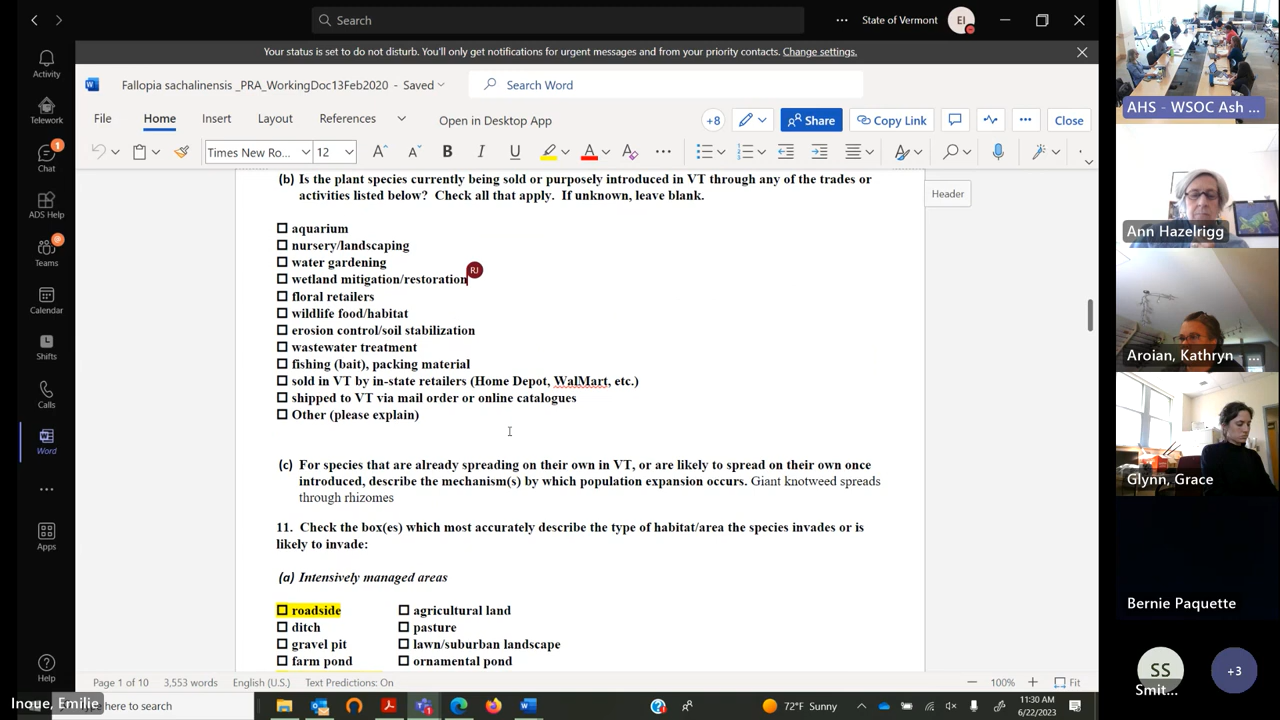 Search
State of Vermont
EI
Your status is set to do not disturb. You'll only get notifications for urgent messages and from your priority contacts. Change settings.
Activity
Telework
1
Chat
ADS Help
@
Teams
Calendar
Shifts
Calls
Word
Apps
Help
Fallopia sachalinensis _PRA_WorkingDoc13Feb2020 - Saved
Search Word
File
Home
Insert
Layout
References
Open in Desktop App
+8
Share
Copy Link
Close
Times New Ro...
12
B
I
U
A
Header
(b) Is the plant species currently being sold or purposely introduced in VT through any of the trades or
activities listed below? Check all that apply. If unknown, leave blank.
aquarium
nursery/landscaping
water gardening
wetland mitigation/restoration
RJ
floral retailers
wildlife food/habitat
erosion control/soil stabilization
wastewater treatment
fishing (bait), packing material
sold in VT by in-state retailers (Home Depot, WalMart, etc.)
shipped to VT via mail order or online catalogues
Other (please explain)
(c) For species that are already spreading on their own in VT, or are likely to spread on their own once
introduced, describe the mechanism(s) by which population expansion occurs. Giant knotweed spreads
through rhizomes
11. Check the box(es) which most accurately describe the type of habitat/area the species invades or is
likely to invade:
(a) Intensively managed areas
roadside
agricultural land
ditch
pasture
gravel pit
lawn/suburban landscape
farm pond
ornamental pond
Page 1 of 10
3,553 words
English (U.S.)
Text Predictions: On
100%
Fit
Inoue, Emilie
here to search
72°F Sunny
11:30 AM
6/22/2023
AHS - WSOC Ash ...
Ann Hazelrigg
Aroian, Kathryn - ...
Glynn, Grace
Bernie Paquette
SS
Smit...
+3